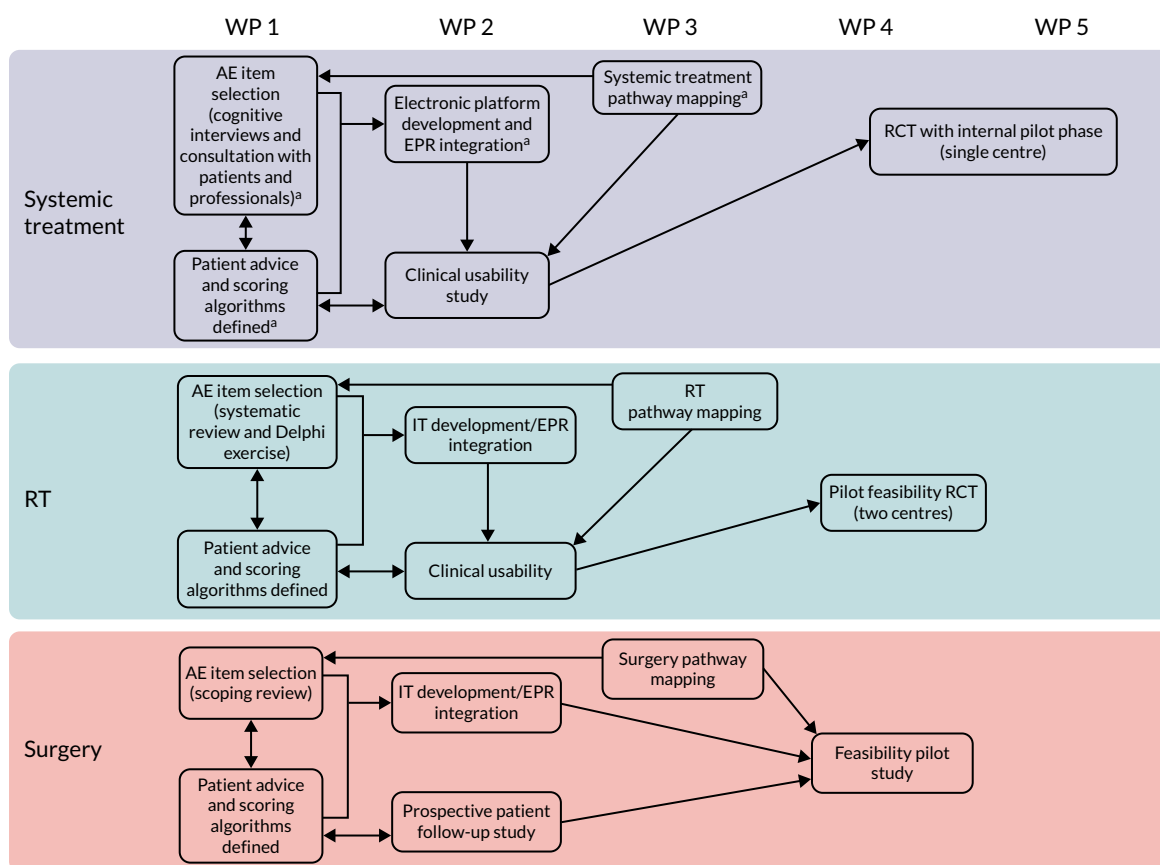 WP 1
WP 2
WP 3
WP 4
WP 5
Systemic
treatment
AE item
selection
(cognitive
interviews and
consultation with
patients and
professionals)a
Electronic platform
development and
EPR integrationa
Systemic treatment
pathway mappinga
RCT with internal pilot phase
(single centre)
Patient advice
and scoring
algorithms
defineda
Clinical usability
study
RT
AE item selection
(systematic
review and Delphi
exercise)
IT development/EPR
integration
RT
pathway mapping
Pilot feasibility RCT
(two centres)
Patient advice
and scoring
algorithms defined
Clinical usability
Surgery
AE item selection
(scoping review)
IT development/EPR
integration
Surgery pathway
mapping
Feasibility pilot
study
Patient advice
and scoring
algorithms
defined
Prospective patient
follow-up study